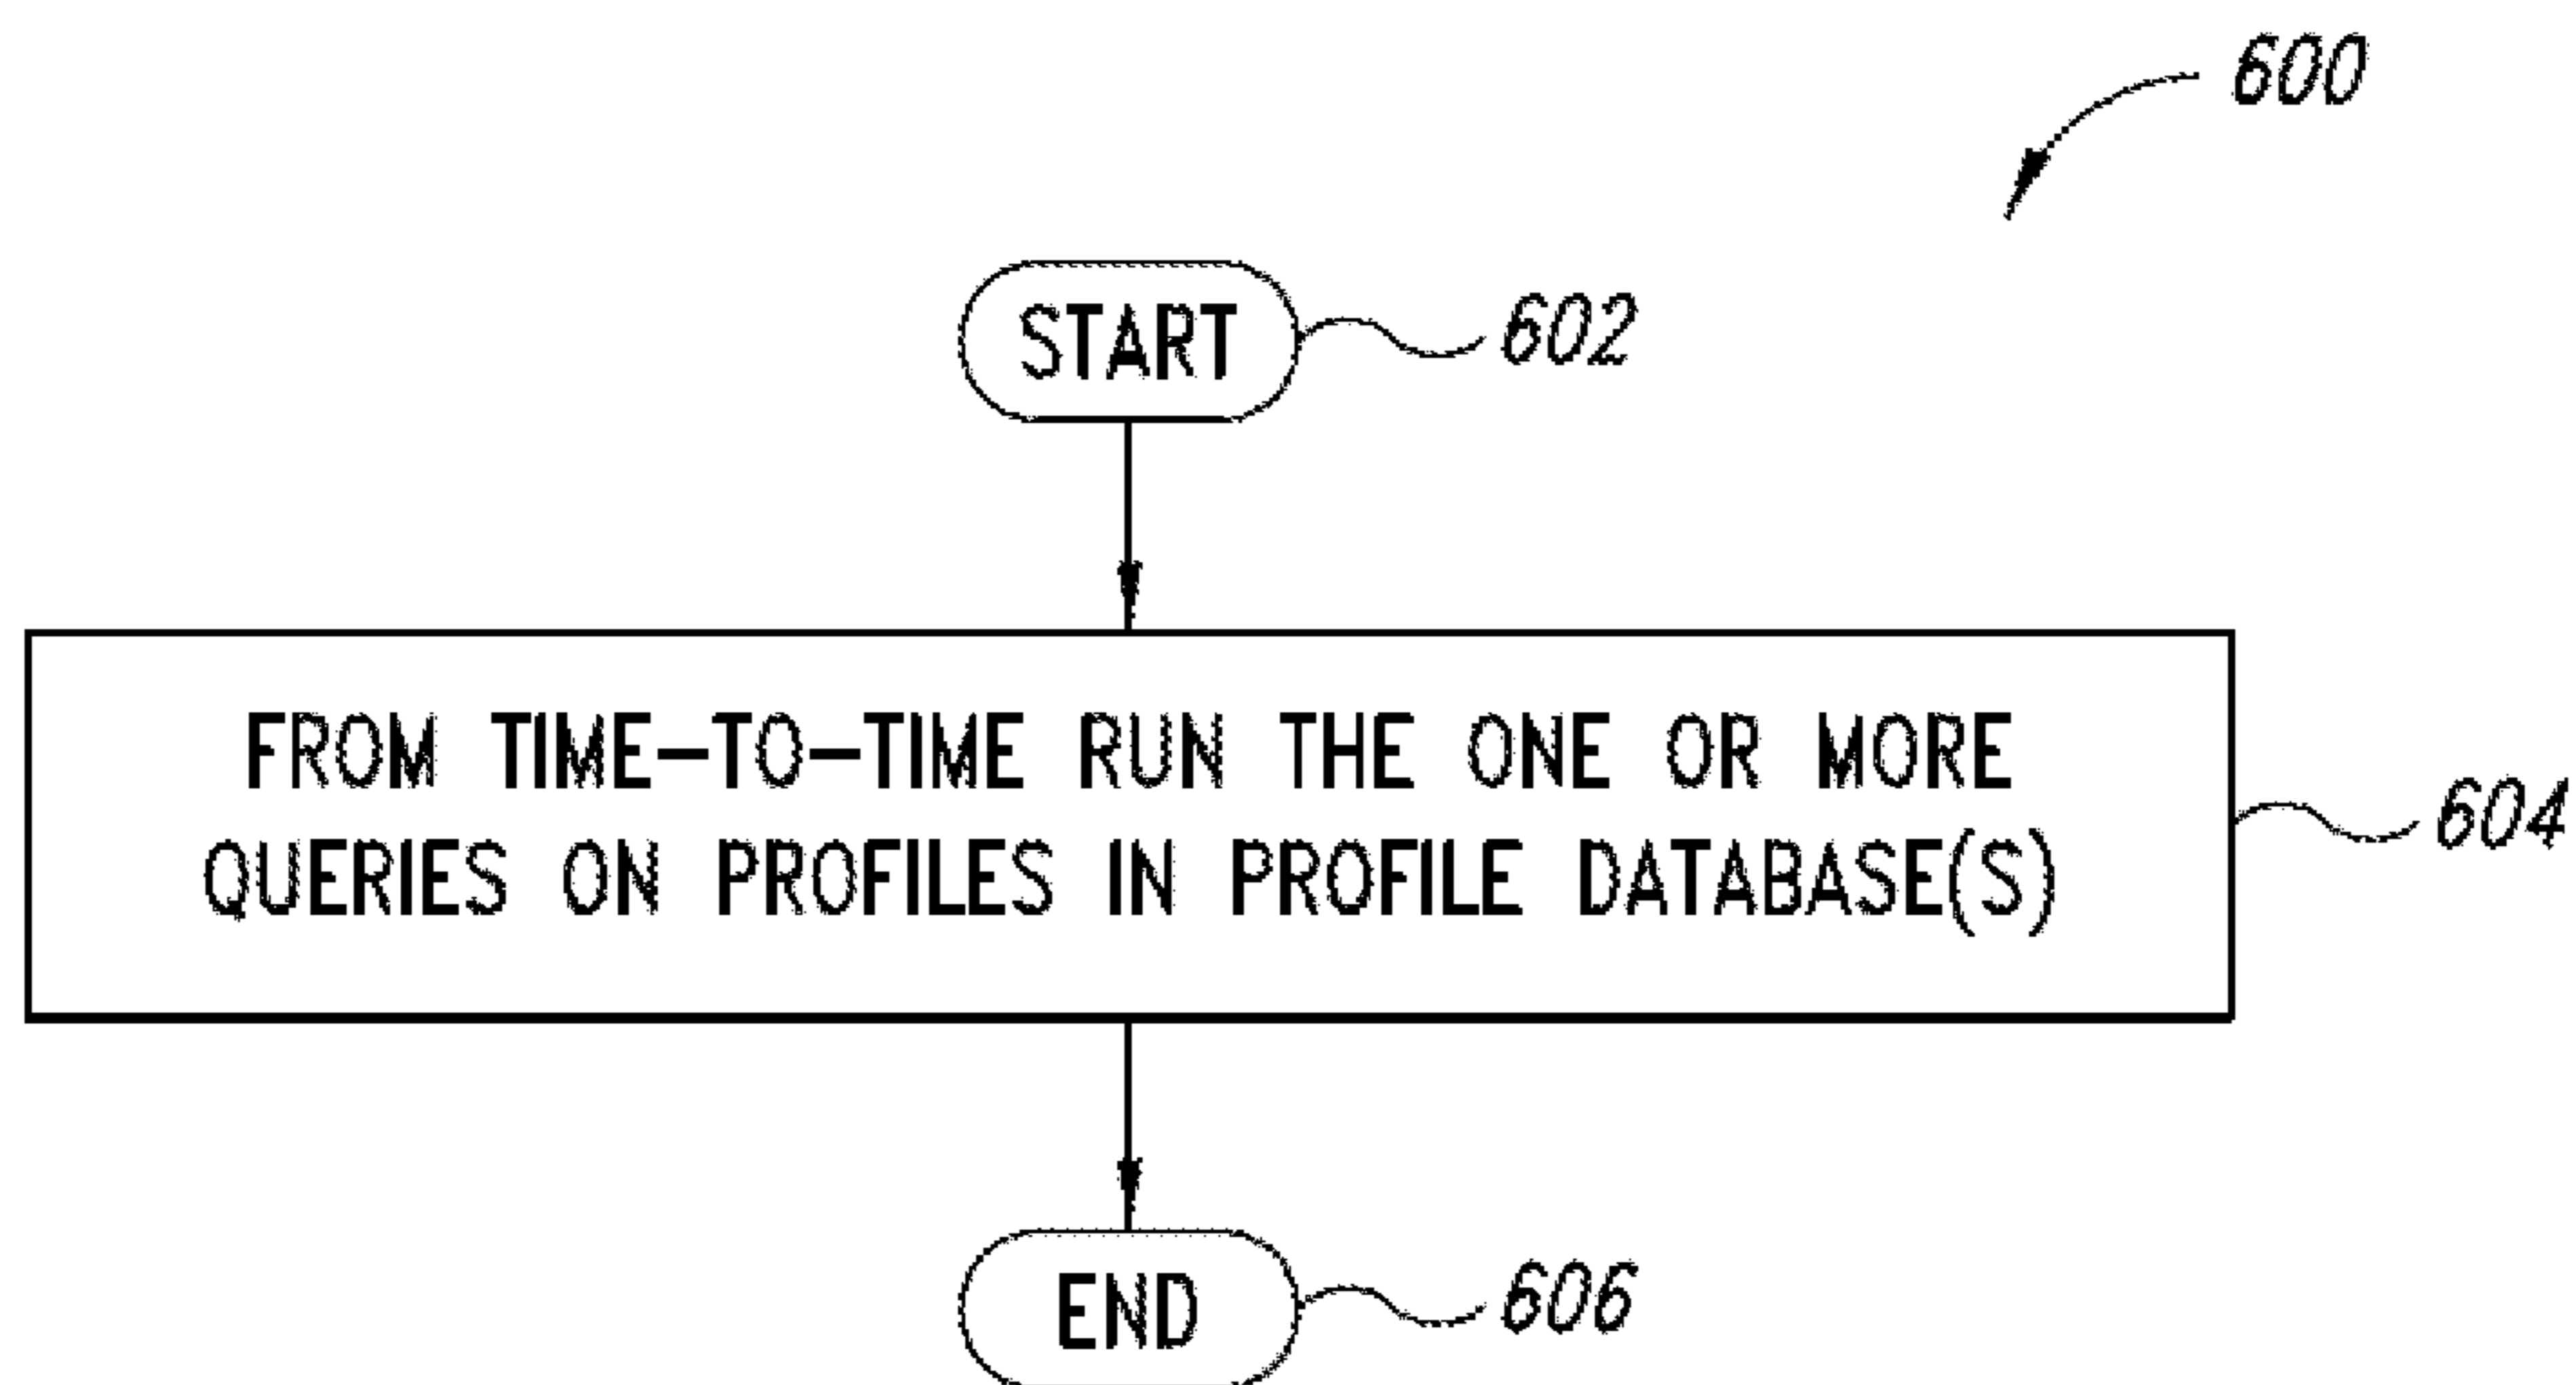 600
START
602
FROM TIME-TO-TIME RUN THE ONE OR MORE
QUERIES ON PROFILES IN PROFILE DATABASE(S)
604
END
606